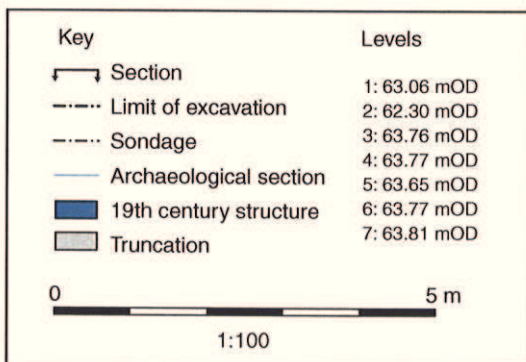 Key
Section
Limit of excavation
Sondage
Archaeological section
19th century structure
Truncation
Levels
1: 63.06 mOD
2: 62.30 mOD
3: 63.76 mOD
4: 63.77 mOD
5: 63.65 mOD
6: 63.77 mOD
7: 63.81 mOD
0 5 m
1:100